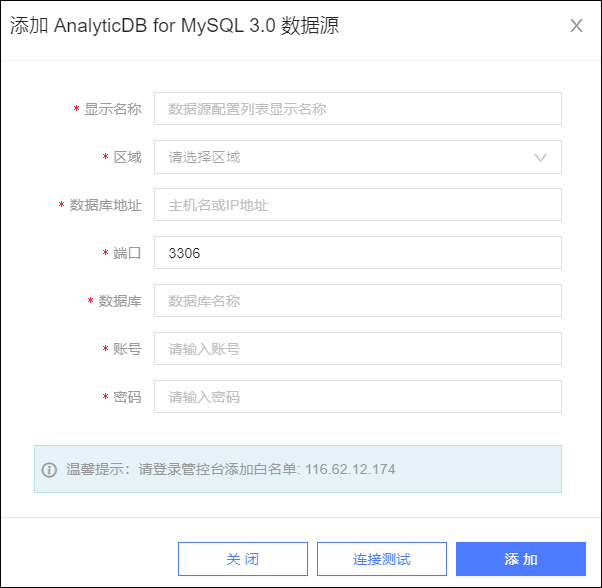 添加 AnalyticDB for MySQL 3.0 数据源
* 显示名称 数据源配置列表显示名称
* 区域 请选择区域
* 数据库地址 主机名或IP地址
* 端口 3306
* 数据库 数据库名称
* 账号 请输入账号
* 密码 请输入密码
温馨提示：请登录管控台添加白名单: 116.62.12.174
关 闭 连接测试 添 加